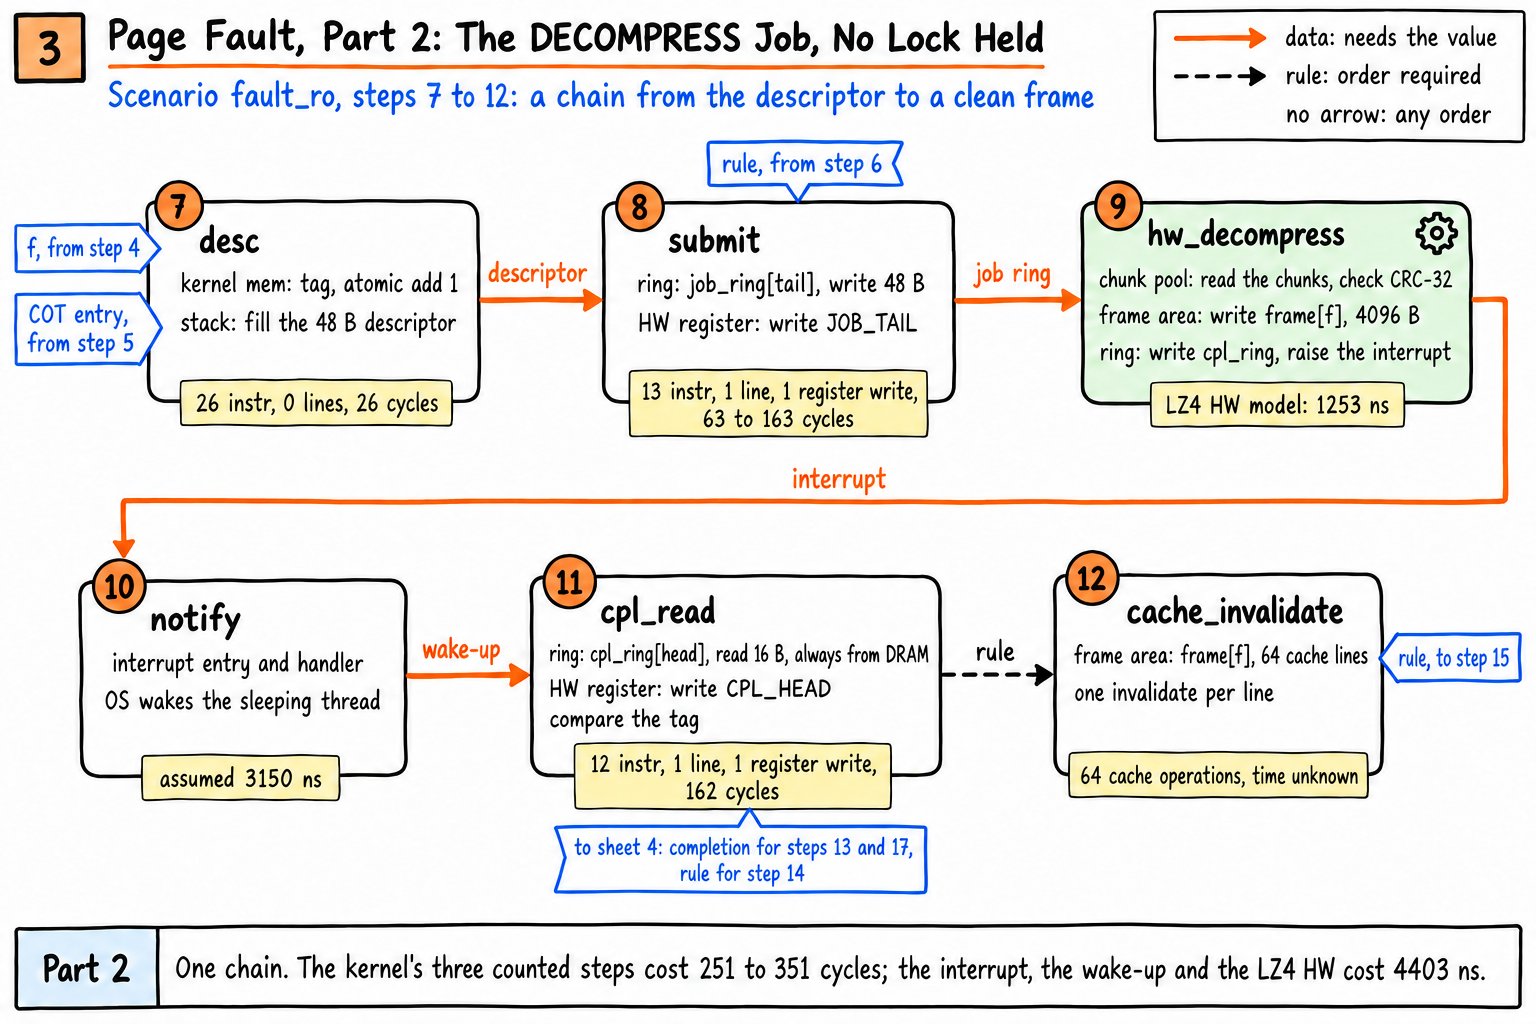 3
Page Fault, Part 2: The DECOMPRESS Job, No Lock Held
Scenario fault_ro, steps 7 to 12: a chain from the descriptor to a clean frame
data: needs the value
rule: order required
no arrow: any order
f, from step 4
COT entry,
from step 5
7
desc
kernel mem: tag, atomic add 1
stack: fill the 48 B descriptor
26 instr, 0 lines, 26 cycles
descriptor
rule, from step 6
8
submit
ring: job_ring[tail], write 48 B
HW register: write JOB_TAIL
13 instr, 1 line, 1 register write,
63 to 163 cycles
job ring
9
hw_decompress
chunk pool: read the chunks, check CRC-32
frame area: write frame[f], 4096 B
ring: write cpl_ring, raise the interrupt
LZ4 HW model: 1253 ns
interrupt
10
notify
interrupt entry and handler
OS wakes the sleeping thread
assumed 3150 ns
wake-up
11
cpl_read
ring: cpl_ring[head], read 16 B, always from DRAM
HW register: write CPL_HEAD
compare the tag
12 instr, 1 line, 1 register write,
162 cycles
to sheet 4: completion for steps 13 and 17,
rule for step 14
rule
12
cache_invalidate
frame area: frame[f], 64 cache lines
one invalidate per line
64 cache operations, time unknown
rule, to step 15
Part 2
One chain. The kernel's three counted steps cost 251 to 351 cycles; the interrupt, the wake-up and the LZ4 HW cost 4403 ns.